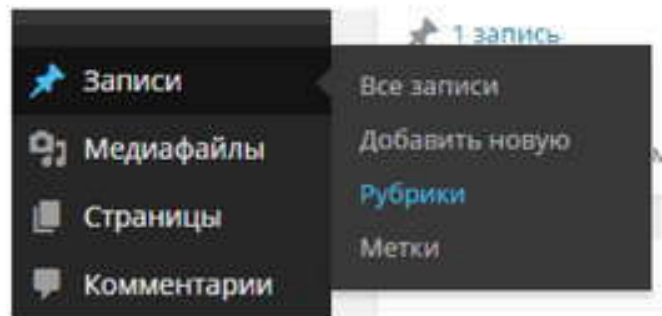 1 запись
Записи
Медиафайлы
Страницы
Комментарии
Все записи
Добавить новую
Рубрики
Метки